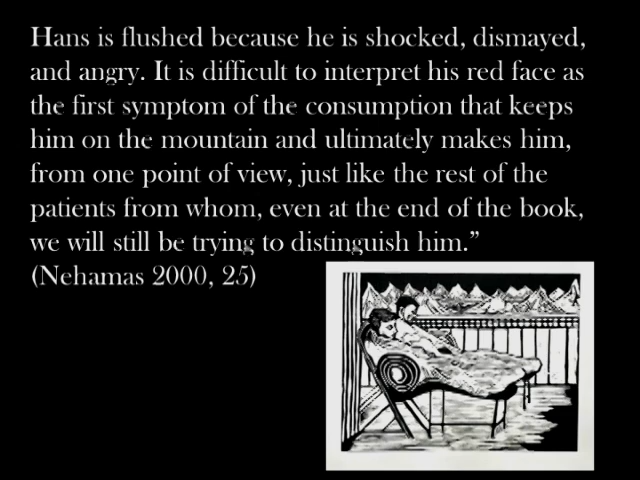 Hans is flushed because he is shocked, dismayed,
and angry. It is difficult to interpret his red face as
the first symptom of the consumption that keeps
him on the mountain and ultimately makes him,
from one point of view, just like the rest of the
patients from whom, even at the end of the book,
we will still be trying to distinguish him.”
(Nehamas 2000, 25)